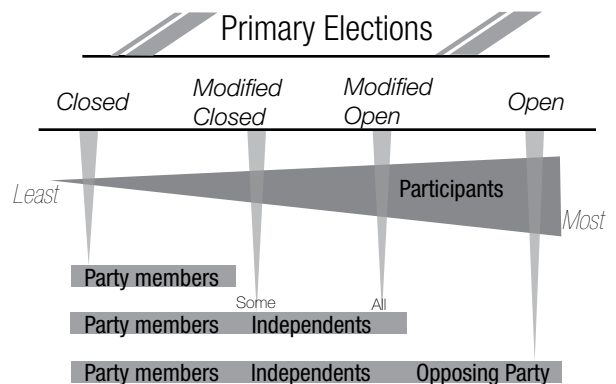 Primary Elections
Closed
Modified
Closed
Modified
Open
Open
Least
Participants
Most
Party members
Some
All
Party members Independents
Party members Independents Opposing Party